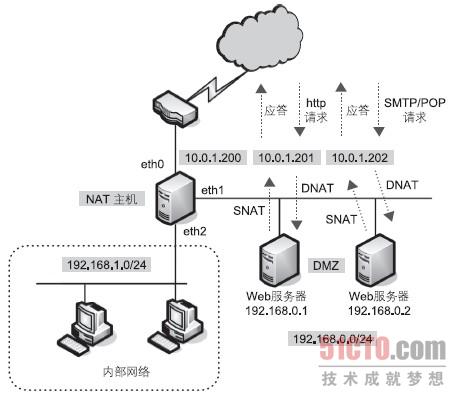 应答
http
请求
应答
SMTP/POP
请求
eth0
10.0.1.200
10.0.1.201
10.0.1.202
NAT 主机
eth1
DNAT
DNAT
SNAT
SNAT
eth2
192.168.1.0/24
DMZ
Web服务器
192.168.0.1
Web服务器
192.168.0.2
192.168.0.0/24
内部网络
51CTO.com
技术成就梦想